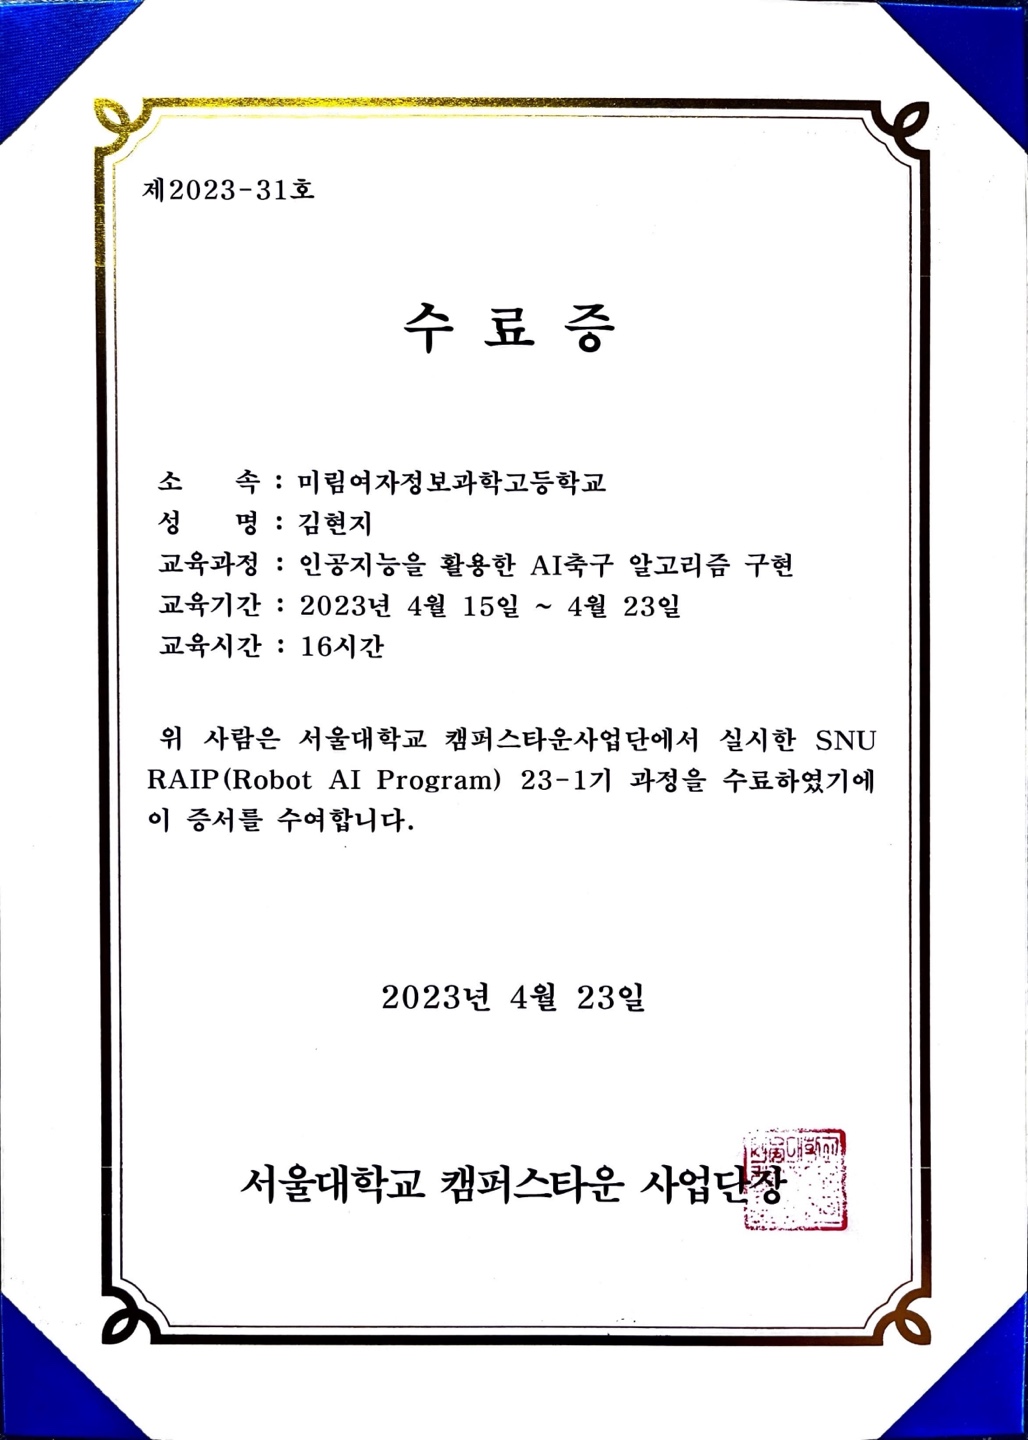 제2023-31호
수 료 증
소 속 : 미림여자정보과학고등학교
성 명 : 김현지
교육과정 : 인공지능을 활용한 AI축구 알고리즘 구현
교육기간 : 2023년 4월 15일 ~ 4월 23일
교육시간 : 16시간
위 사람은 서울대학교 캠퍼스타운사업단에서 실시한 SNU
RAIP(Robot AI Program) 23-1기 과정을 수료하였기에
이 증서를 수여합니다.
2023년 4월 23일
서울대학교 캠퍼스타운 사업단장